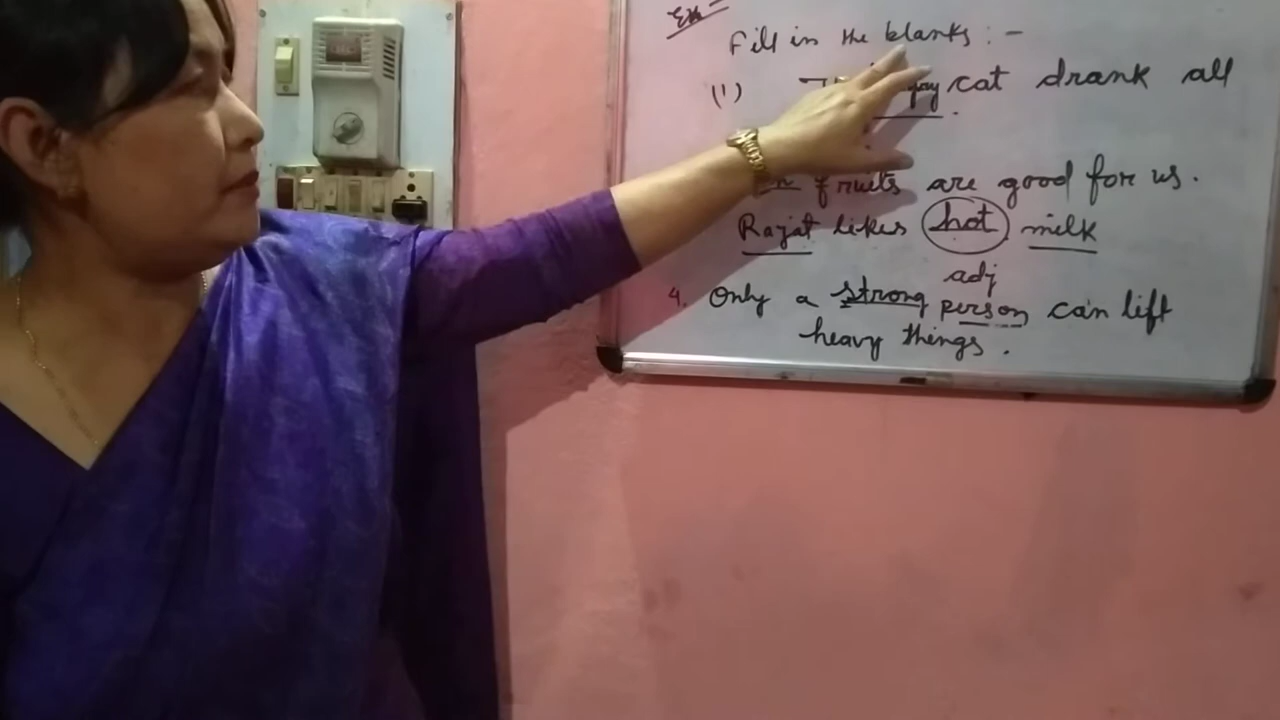 Ex
Fill in the blanks : -
(1) cat drank all
fruits are good for us.
Rajat likes hot milk
adj
4. Only a strong person can lift
heavy things .